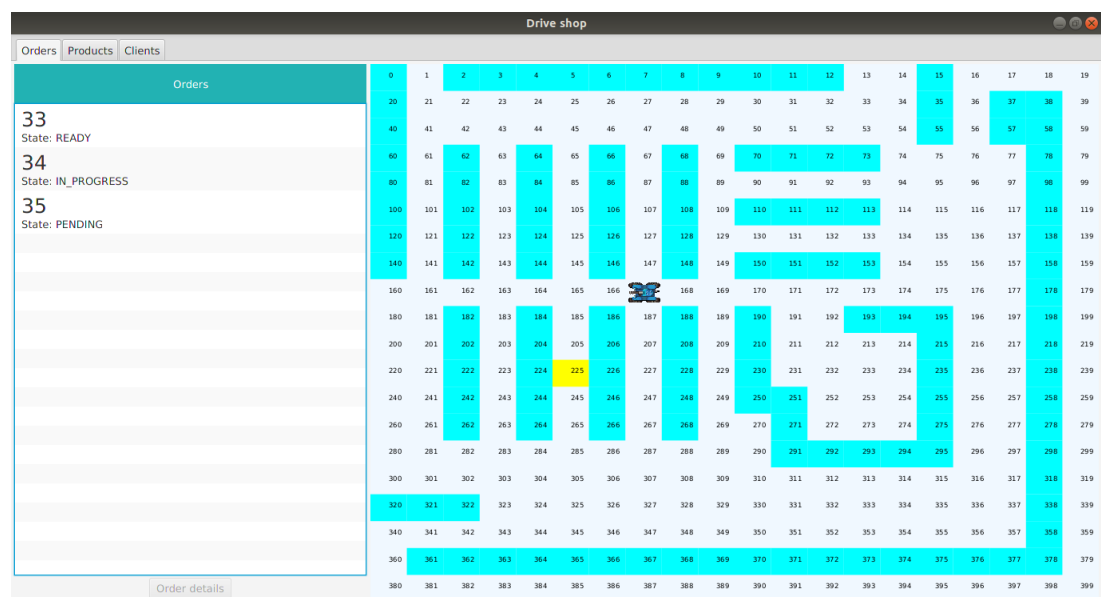 Drive shop
Orders Products Clients
Orders
33
State: READY
34
State: IN_PROGRESS
35
State: PENDING
Order details
0 1 2 3 4 5 6 7 8 9 10 11 12 13 14 15 16 17 18 19
20 21 22 23 24 25 26 27 28 29 30 31 32 33 34 35 36 37 38 39
40 41 42 43 44 45 46 47 48 49 50 51 52 53 54 55 56 57 58 59
60 61 62 63 64 65 66 67 68 69 70 71 72 73 74 75 76 77 78 79
80 81 82 83 84 85 86 87 88 89 90 91 92 93 94 95 96 97 98 99
100 101 102 103 104 105 106 107 108 109 110 111 112 113 114 115 116 117 118 119
120 121 122 123 124 125 126 127 128 129 130 131 132 133 134 135 136 137 138 139
140 141 142 143 144 145 146 147 148 149 150 151 152 153 154 155 156 157 158 159
160 161 162 163 164 165 166 168 169 170 171 172 173 174 175 176 177 178 179
180 181 182 183 184 185 186 187 188 189 190 191 192 193 194 195 196 197 198 199
200 201 202 203 204 205 206 207 208 209 210 211 212 213 214 215 216 217 218 219
220 221 222 223 224 225 226 227 228 229 230 231 232 233 234 235 236 237 238 239
240 241 242 243 244 245 246 247 248 249 250 251 252 253 254 255 256 257 258 259
260 261 262 263 264 265 266 267 268 269 270 271 272 273 274 275 276 277 278 279
280 281 282 283 284 285 286 287 288 289 290 291 292 293 294 295 296 297 298 299
300 301 302 303 304 305 306 307 308 309 310 311 312 313 314 315 316 317 318 319
320 321 322 323 324 325 326 327 328 329 330 331 332 333 334 335 336 337 338 339
340 341 342 343 344 345 346 347 348 349 350 351 352 353 354 355 356 357 358 359
360 361 362 363 364 365 366 367 368 369 370 371 372 373 374 375 376 377 378 379
380 381 382 383 384 385 386 387 388 389 390 391 392 393 394 395 396 397 398 399